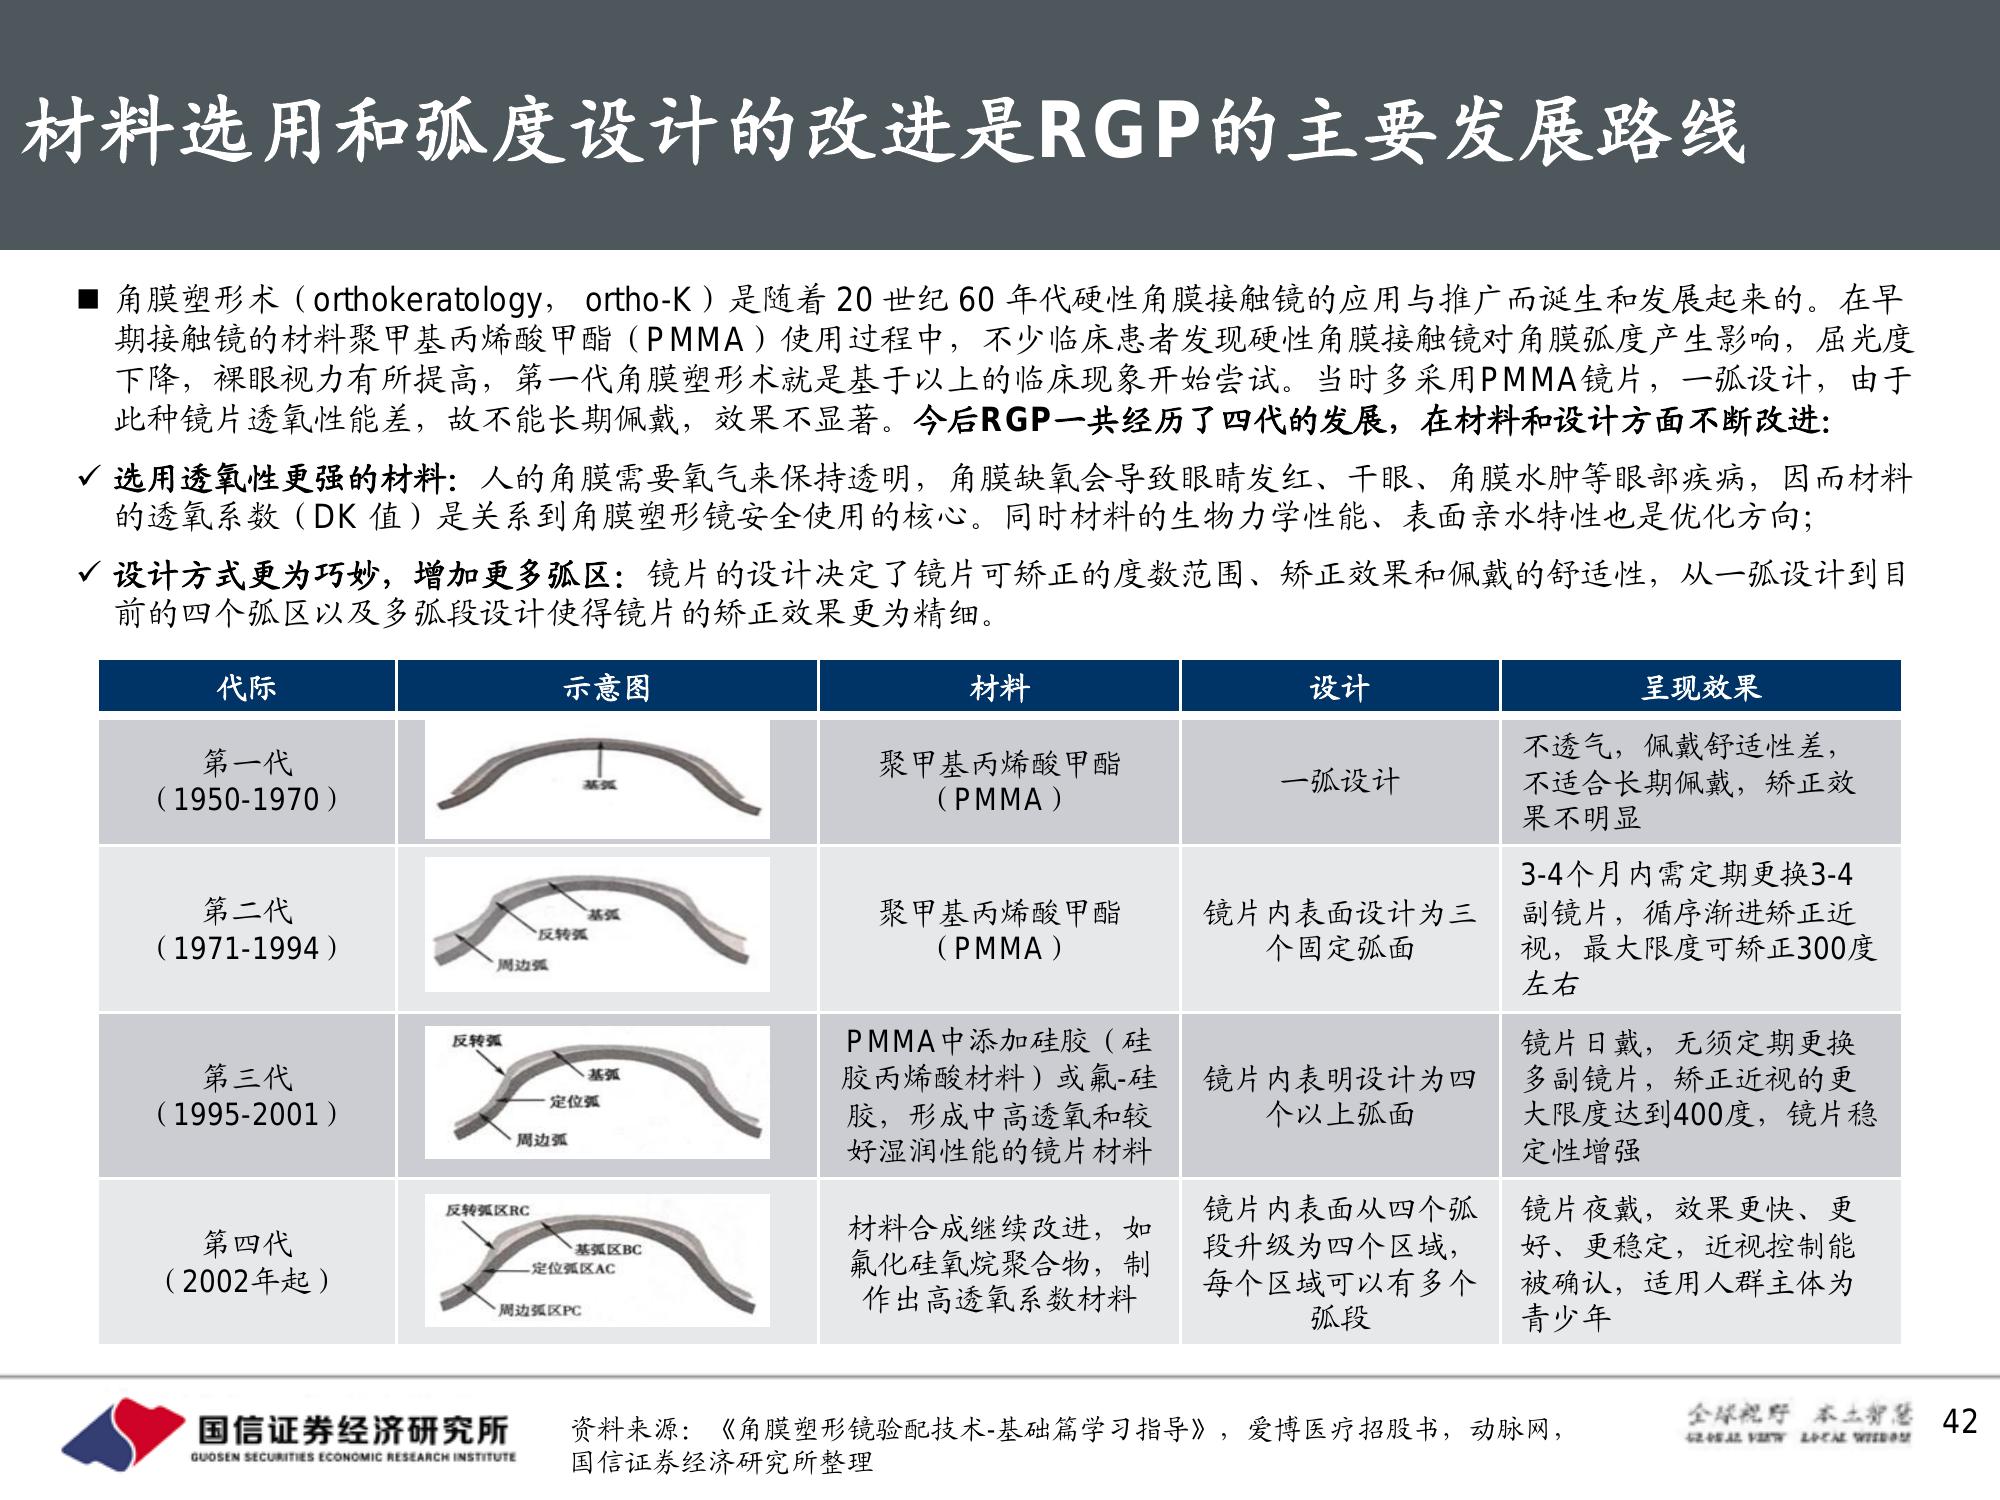 材料选用和弧度设计的改进是RGP的主要发展路线
■ 角膜塑形术（orthokeratology， ortho-K）是随着 20 世纪 60 年代硬性角膜接触镜的应用与推广而诞生和发展起来的。在早
期接触镜的材料聚甲基丙烯酸甲酯（PMMA）使用过程中，不少临床患者发现硬性角膜接触镜对角膜弧度产生影响，屈光度
下降，裸眼视力有所提高，第一代角膜塑形术就是基于以上的临床现象开始尝试。当时多采用PMMA镜片，一弧设计，由于
此种镜片透氧性能差，故不能长期佩戴，效果不显著。今后RGP一共经历了四代的发展，在材料和设计方面不断改进：
✓ 选用透氧性更强的材料：人的角膜需要氧气来保持透明，角膜缺氧会导致眼睛发红、干眼、角膜水肿等眼部疾病，因而材料
的透氧系数（DK 值）是关系到角膜塑形镜安全使用的核心。同时材料的生物力学性能、表面亲水特性也是优化方向；
✓ 设计方式更为巧妙，增加更多弧区：镜片的设计决定了镜片可矫正的度数范围、矫正效果和佩戴的舒适性，从一弧设计到目
前的四个弧区以及多弧段设计使得镜片的矫正效果更为精细。
代际 示意图 材料 设计 呈现效果
第一代
（1950-1970）
基弧
聚甲基丙烯酸甲酯
（PMMA）
一弧设计
不透气，佩戴舒适性差，
不适合长期佩戴，矫正效
果不明显
第二代
（1971-1994）
基弧
反转弧
周边弧
聚甲基丙烯酸甲酯
（PMMA）
镜片内表面设计为三
个固定弧面
3-4个月内需定期更换3-4
副镜片，循序渐进矫正近
视，最大限度可矫正300度
左右
第三代
（1995-2001）
反转弧
基弧
定位弧
周边弧
PMMA中添加硅胶（硅
胶丙烯酸材料）或氟-硅
胶，形成中高透氧和较
好湿润性能的镜片材料
镜片内表明设计为四
个以上弧面
镜片日戴，无须定期更换
多副镜片，矫正近视的更
大限度达到400度，镜片稳
定性增强
第四代
（2002年起）
反转弧区RC
基弧区BC
定位弧区AC
周边弧区PC
材料合成继续改进，如
氟化硅氧烷聚合物，制
作出高透氧系数材料
镜片内表面从四个弧
段升级为四个区域，
每个区域可以有多个
弧段
镜片夜戴，效果更快、更
好、更稳定，近视控制能
被确认，适用人群主体为
青少年
国信证券经济研究所
GUOSEN SECURITIES ECONOMIC RESEARCH INSTITUTE
资料来源：《角膜塑形镜验配技术-基础篇学习指导》，爱博医疗招股书，动脉网，
国信证券经济研究所整理
全球视野 本土智慧
GLOBAL VIEW LOCAL WISDOM
42